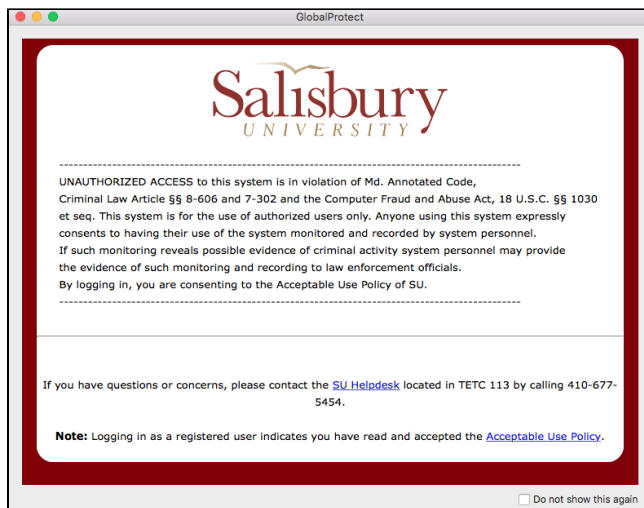 GlobalProtect
Salisbury
UNIVERSITY
--------------------------------------------------------------------------------------------------
UNAUTHORIZED ACCESS to this system is in violation of Md. Annotated Code,
Criminal Law Article §§ 8-606 and 7-302 and the Computer Fraud and Abuse Act, 18 U.S.C. §§ 1030
et seq. This system is for the use of authorized users only. Anyone using this system expressly
consents to having their use of the system monitored and recorded by system personnel.
If such monitoring reveals possible evidence of criminal activity system personnel may provide
the evidence of such monitoring and recording to law enforcement officials.
By logging in, you are consenting to the Acceptable Use Policy of SU.
--------------------------------------------------------------------------------------------------
If you have questions or concerns, please contact the SU Helpdesk located in TETC 113 by calling 410-677-
5454.
Note: Logging in as a registered user indicates you have read and accepted the Acceptable Use Policy.
Do not show this again